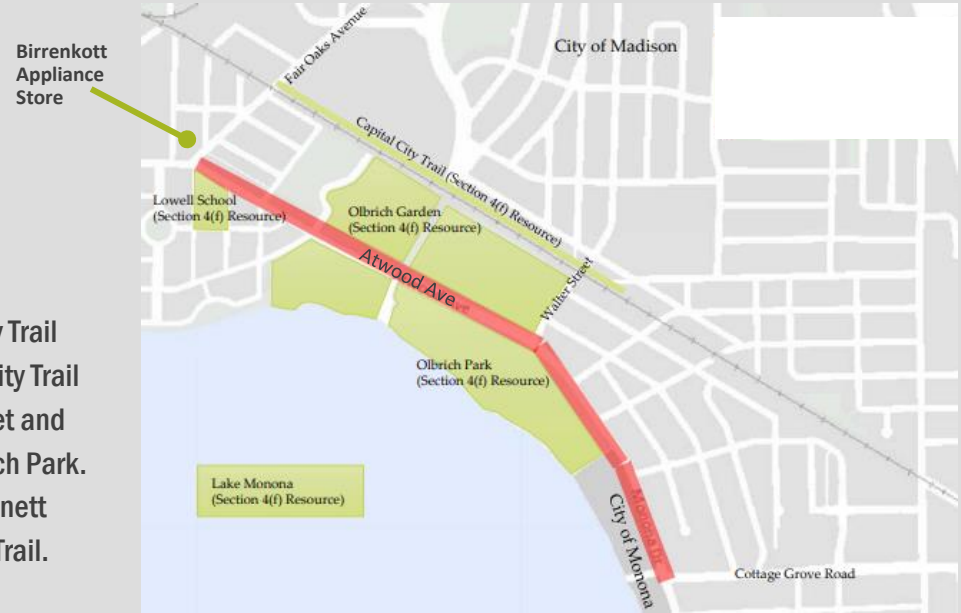 Birrenkott
Appliance
Store
Fair Oaks Avenue
City of Madison
Capital City Trail (Section 4(f) Resource)
Lowell School
(Section 4(f) Resource)
Olbrich Garden
(Section 4(f) Resource)
Atwood Ave
ve
Walter Street
y Trail
ity Trail
et and
ch Park.
nett
Trail.
Olbrich Park
(Section 4(f) Resource)
Lake Monona
(Section 4(f) Resource)
City of Monona
Monona Dr
Cottage Grove Road